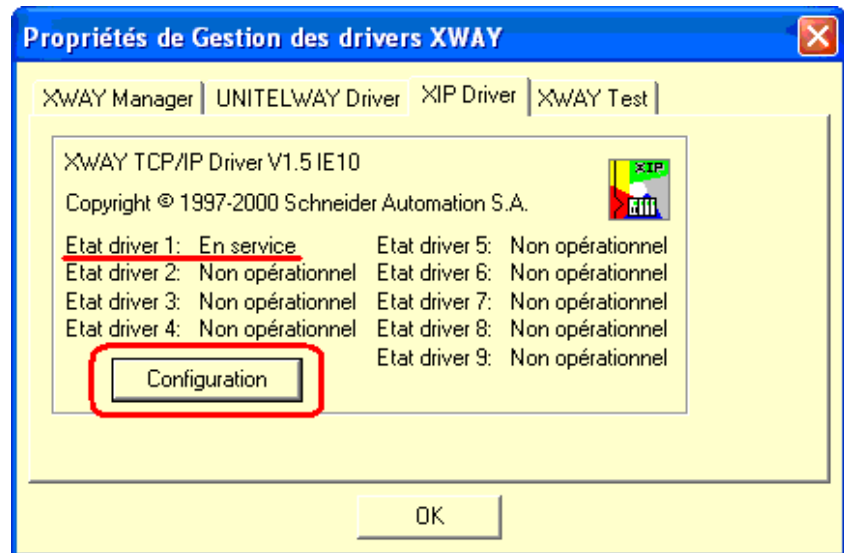 Propriétés de Gestion des drivers XWAY
XWAY Manager UNITELWAY Driver XIP Driver XWAY Test
XWAY TCP/IP Driver V1.5 IE10
XIP
Copyright © 1997-2000 Schneider Automation S.A.
Etat driver 1: En service Etat driver 5: Non opérationnel
Etat driver 2: Non opérationnel Etat driver 6: Non opérationnel
Etat driver 3: Non opérationnel Etat driver 7: Non opérationnel
Etat driver 4: Non opérationnel Etat driver 8: Non opérationnel
Etat driver 9: Non opérationnel
Configuration
OK